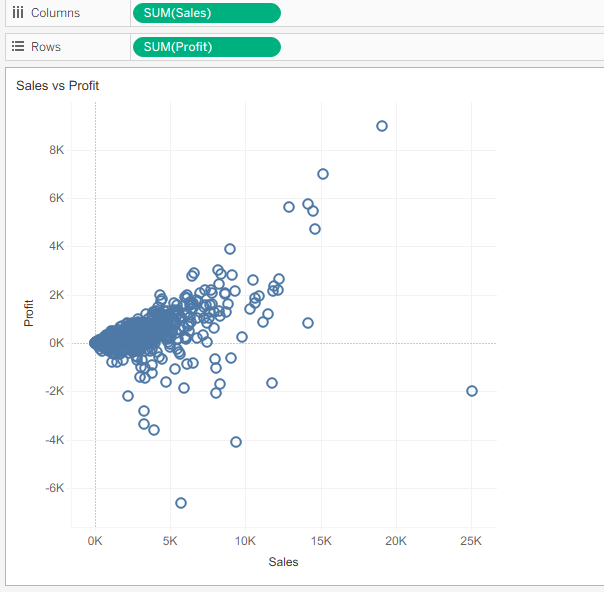 Columns SUM(Sales)
Rows SUM(Profit)
Sales vs Profit
8K
6K
4K
2K
0K
-2K
-4K
-6K
Profit
0K 5K 10K 15K 20K 25K
Sales